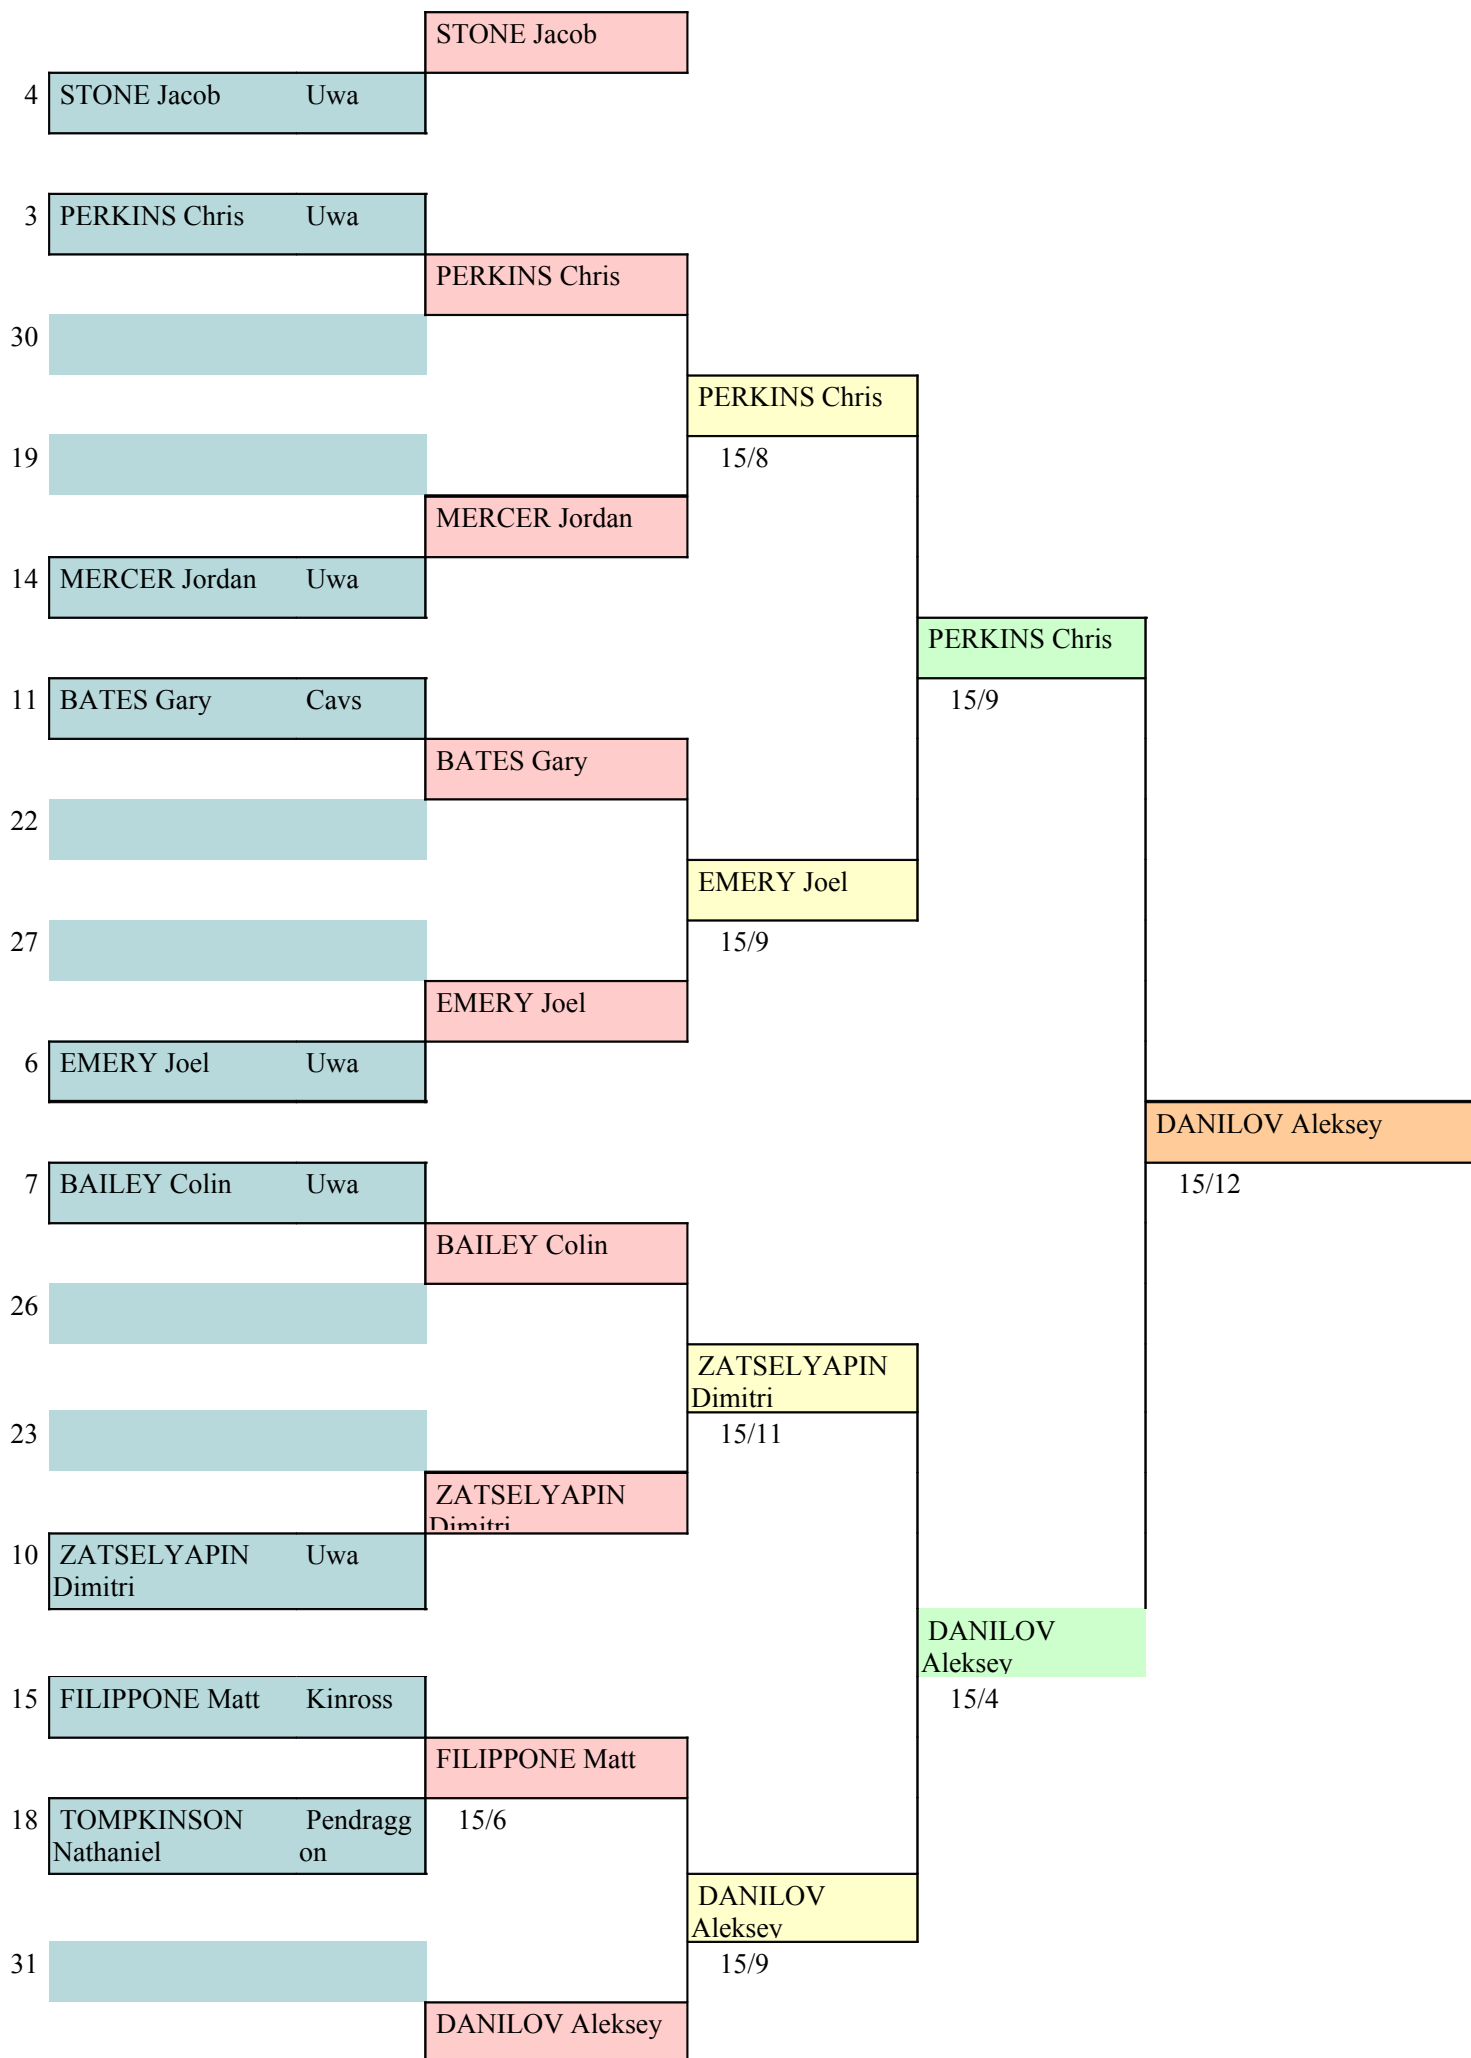 STONE Jacob
4 STONE Jacob Uwa
3 PERKINS Chris Uwa
PERKINS Chris
30
PERKINS Chris
19 15/8
MERCER Jordan
14 MERCER Jordan Uwa
PERKINS Chris
11 BATES Gary Cavs 15/9
BATES Gary
22
EMERY Joel
27 15/9
EMERY Joel
6 EMERY Joel Uwa
DANILOV Aleksey
7 BAILEY Colin Uwa 15/12
BAILEY Colin
26
ZATSELYAPIN
Dimitri
23 15/11
ZATSELYAPIN
Dimitri
10 ZATSELYAPIN Uwa
Dimitri
DANILOV
Aleksey
15 FILIPPONE Matt Kinross 15/4
FILIPPONE Matt
18 TOMPKINSON Pendragg 15/6
Nathaniel on
DANILOV
Aleksey
31 15/9
DANILOV Aleksey